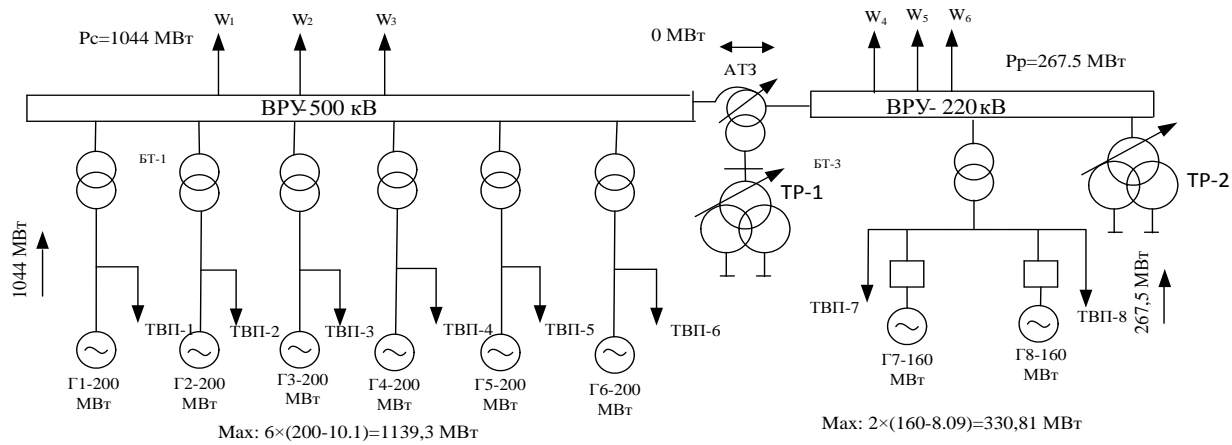 W₁
W₂
W₃
Pc=1044 МВт
0 МВт
АТЗ
W₄
W₅
W₆
Pp=267.5 МВт
ВРУ-500 кВ
ВРУ- 220кВ
БТ-1
БТ-3
ТР-1
ТР-2
1044 МВт
267,5 МВт
ТВП-1
ТВП-2
ТВП-3
ТВП-4
ТВП-5
ТВП-6
ТВП-7
ТВП-8
Г1-200
МВт
Г2-200
МВт
Г3-200
МВт
Г4-200
МВт
Г5-200
МВт
Г6-200
МВт
Г7-160
МВт
Г8-160
МВт
Max: 6×(200-10.1)=1139,3 МВт
Max: 2×(160-8.09)=330,81 МВт